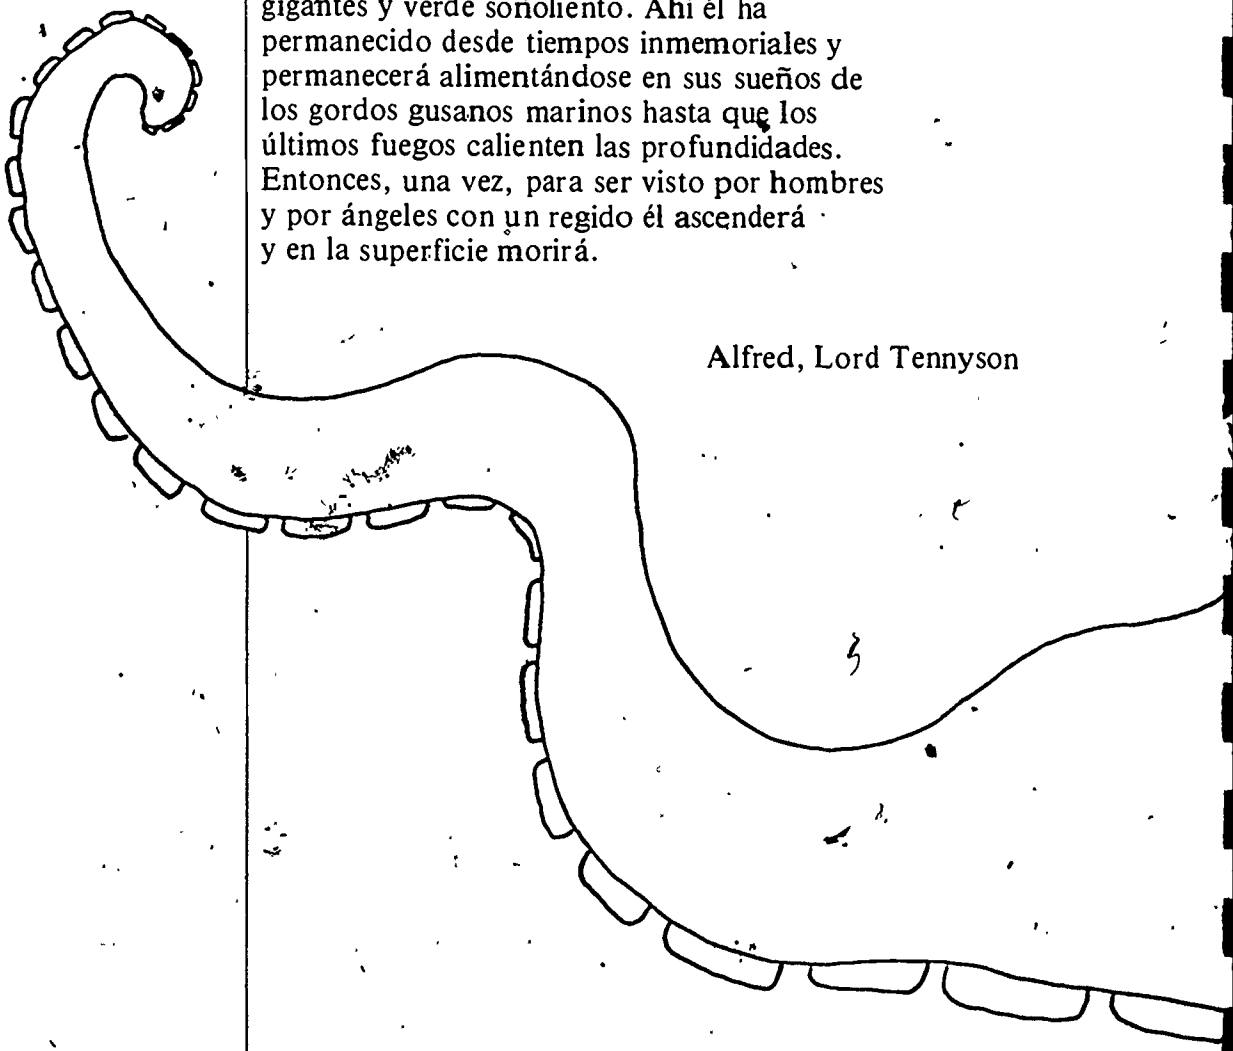 gigantes y verde soñoliento. Ahí él ha
permanecido desde tiempos inmemoriales y
permanecerá alimentándose en sus sueños de
los gordos gusanos marinos hasta que los
últimos fuegos calienten las profundidades.
Entonces, una vez, para ser visto por hombres
y por ángeles con un regido él ascenderá
y en la superficie morirá.
Alfred, Lord Tennyson